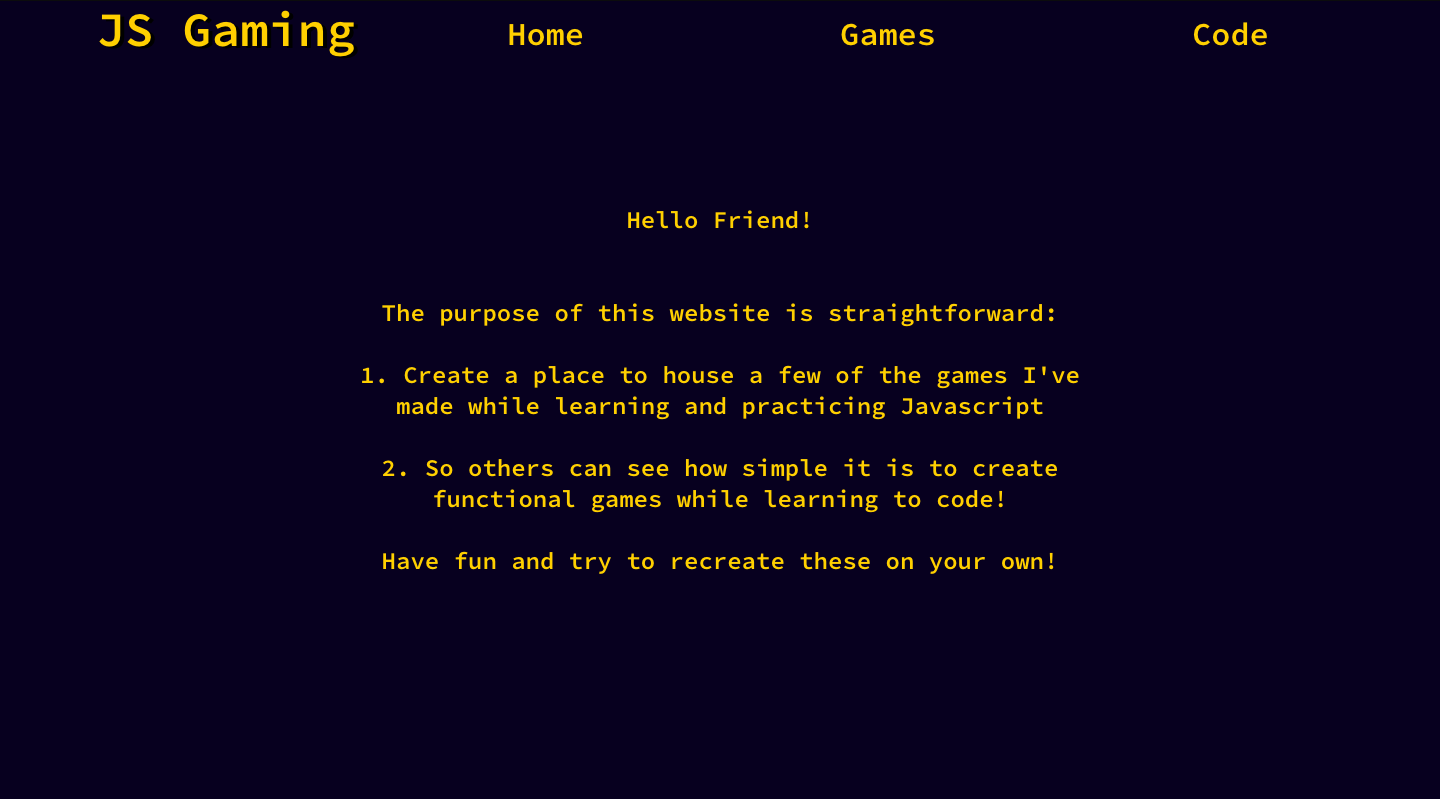 JS Gaming Home Games Code
Hello Friend!
The purpose of this website is straightforward:
1. Create a place to house a few of the games I've
made while learning and practicing Javascript
2. So others can see how simple it is to create
functional games while learning to code!
Have fun and try to recreate these on your own!